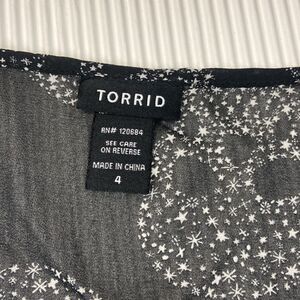 TORRID
RN# 120684
SEE CARE
ON REVERSE
MADE IN CHINA
4